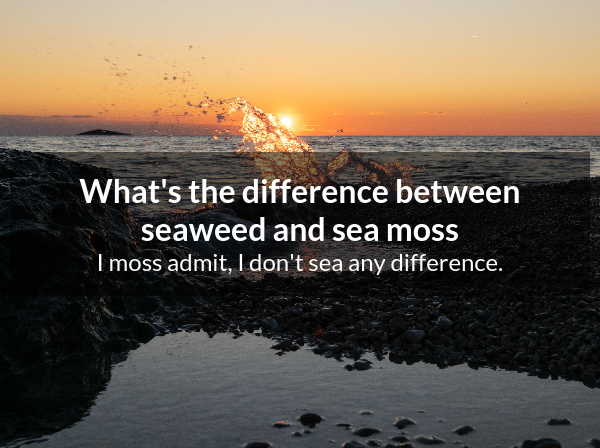 What's the difference between
seaweed and sea moss
I moss admit, I don't sea any difference.